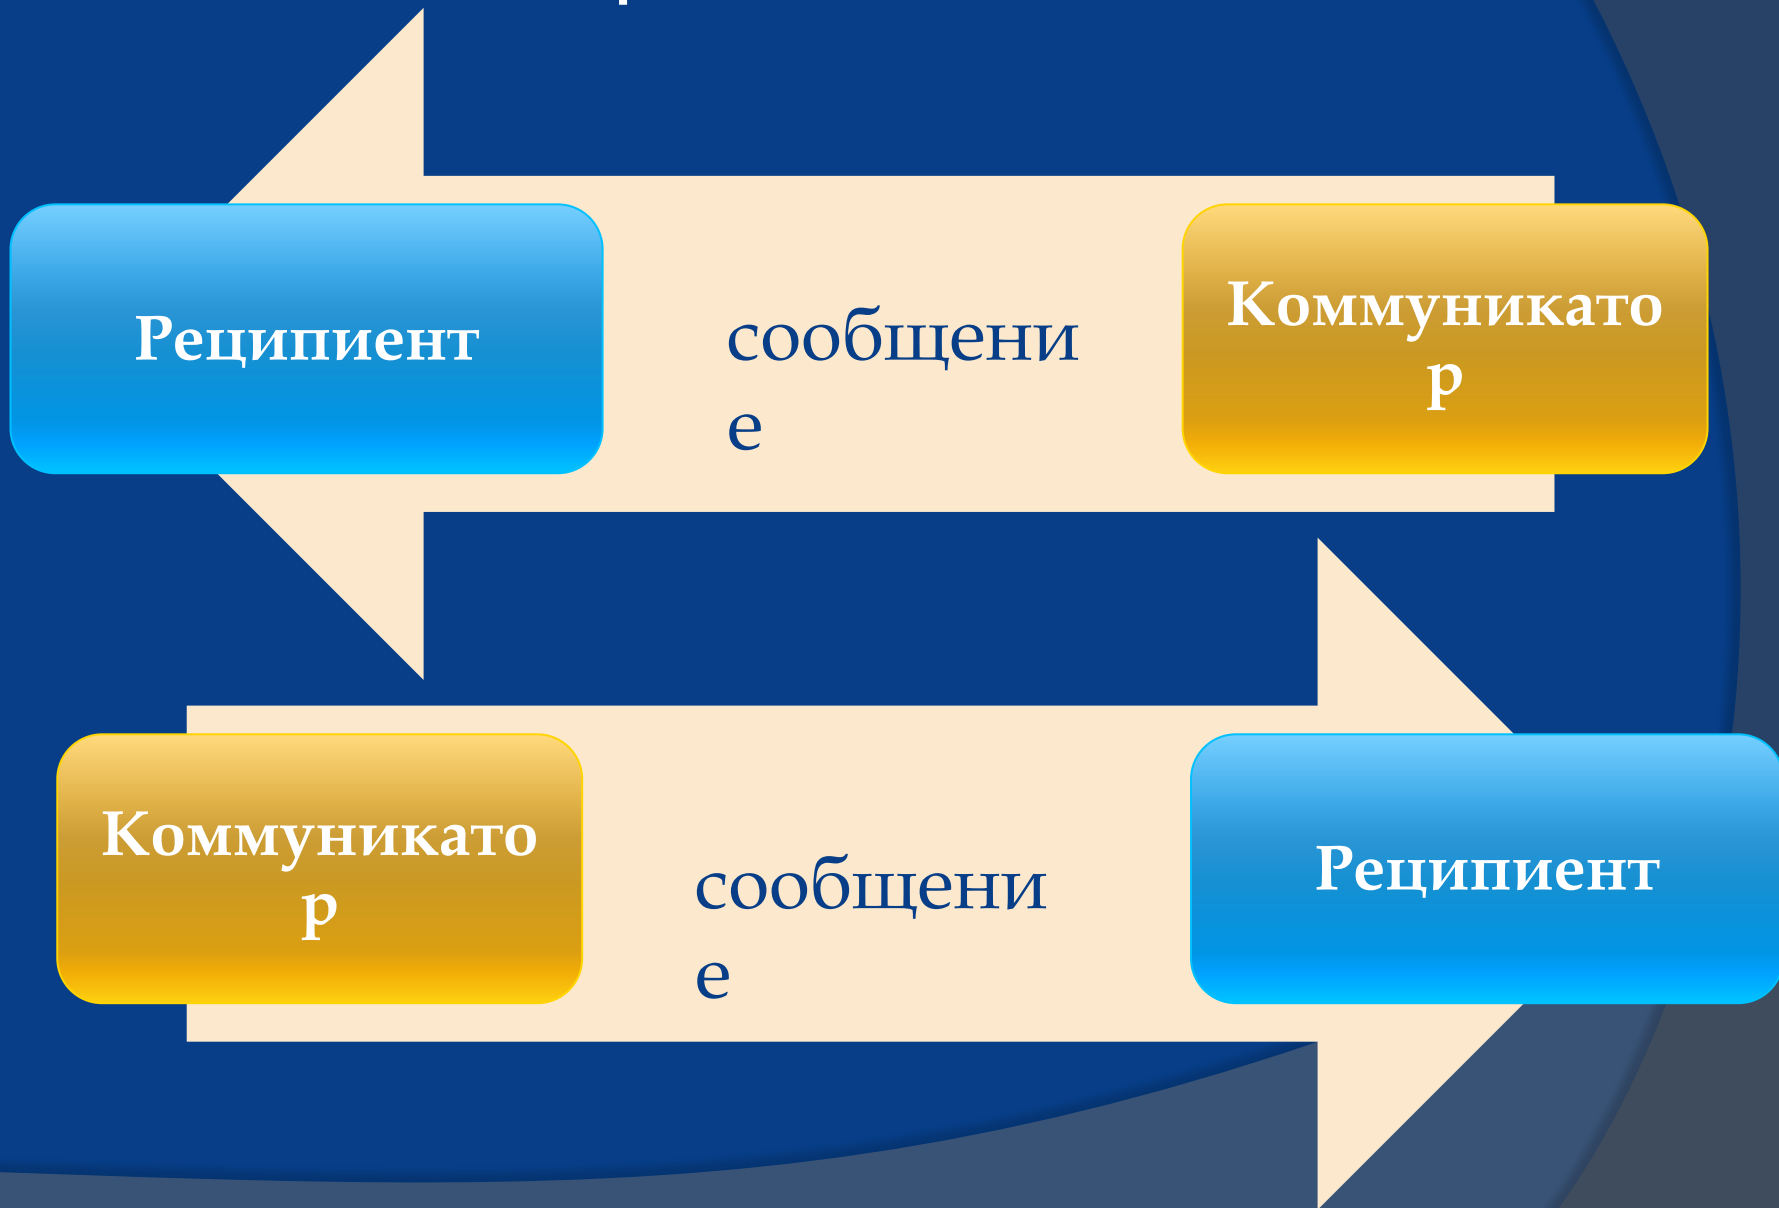 Реципиент
сообщени
е
Коммуникато
р
Коммуникато
р
сообщени
е
Реципиент